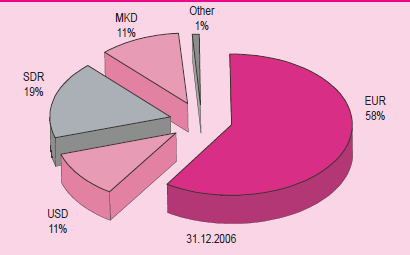 Other
1%
MKD
11%
SDR
19%
EUR
58%
USD
11%
31.12.2006